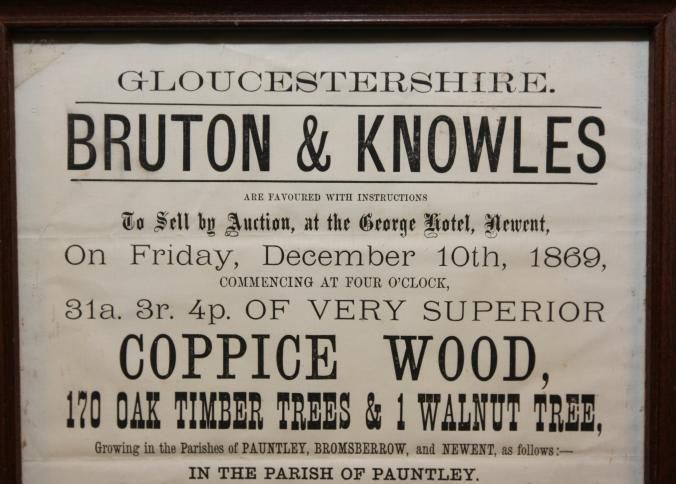 GLOUCESTERSHIRE.
BRUTON & KNOWLES
ARE FAVOURED WITH INSTRUCTIONS
To Sell by Auction, at the George Hotel, Newent,
On Friday, December 10th, 1869,
COMMENCING AT FOUR O'CLOCK,
31a. 3r. 4p. OF VERY SUPERIOR
COPPICE WOOD,
170 OAK TIMBER TREES & 1 WALNUT TREE,
Growing in the Parishes of PAUNTLEY, BROMSBERROW, and NEWENT, as follows:—
IN THE PARISH OF PAUNTLEY.